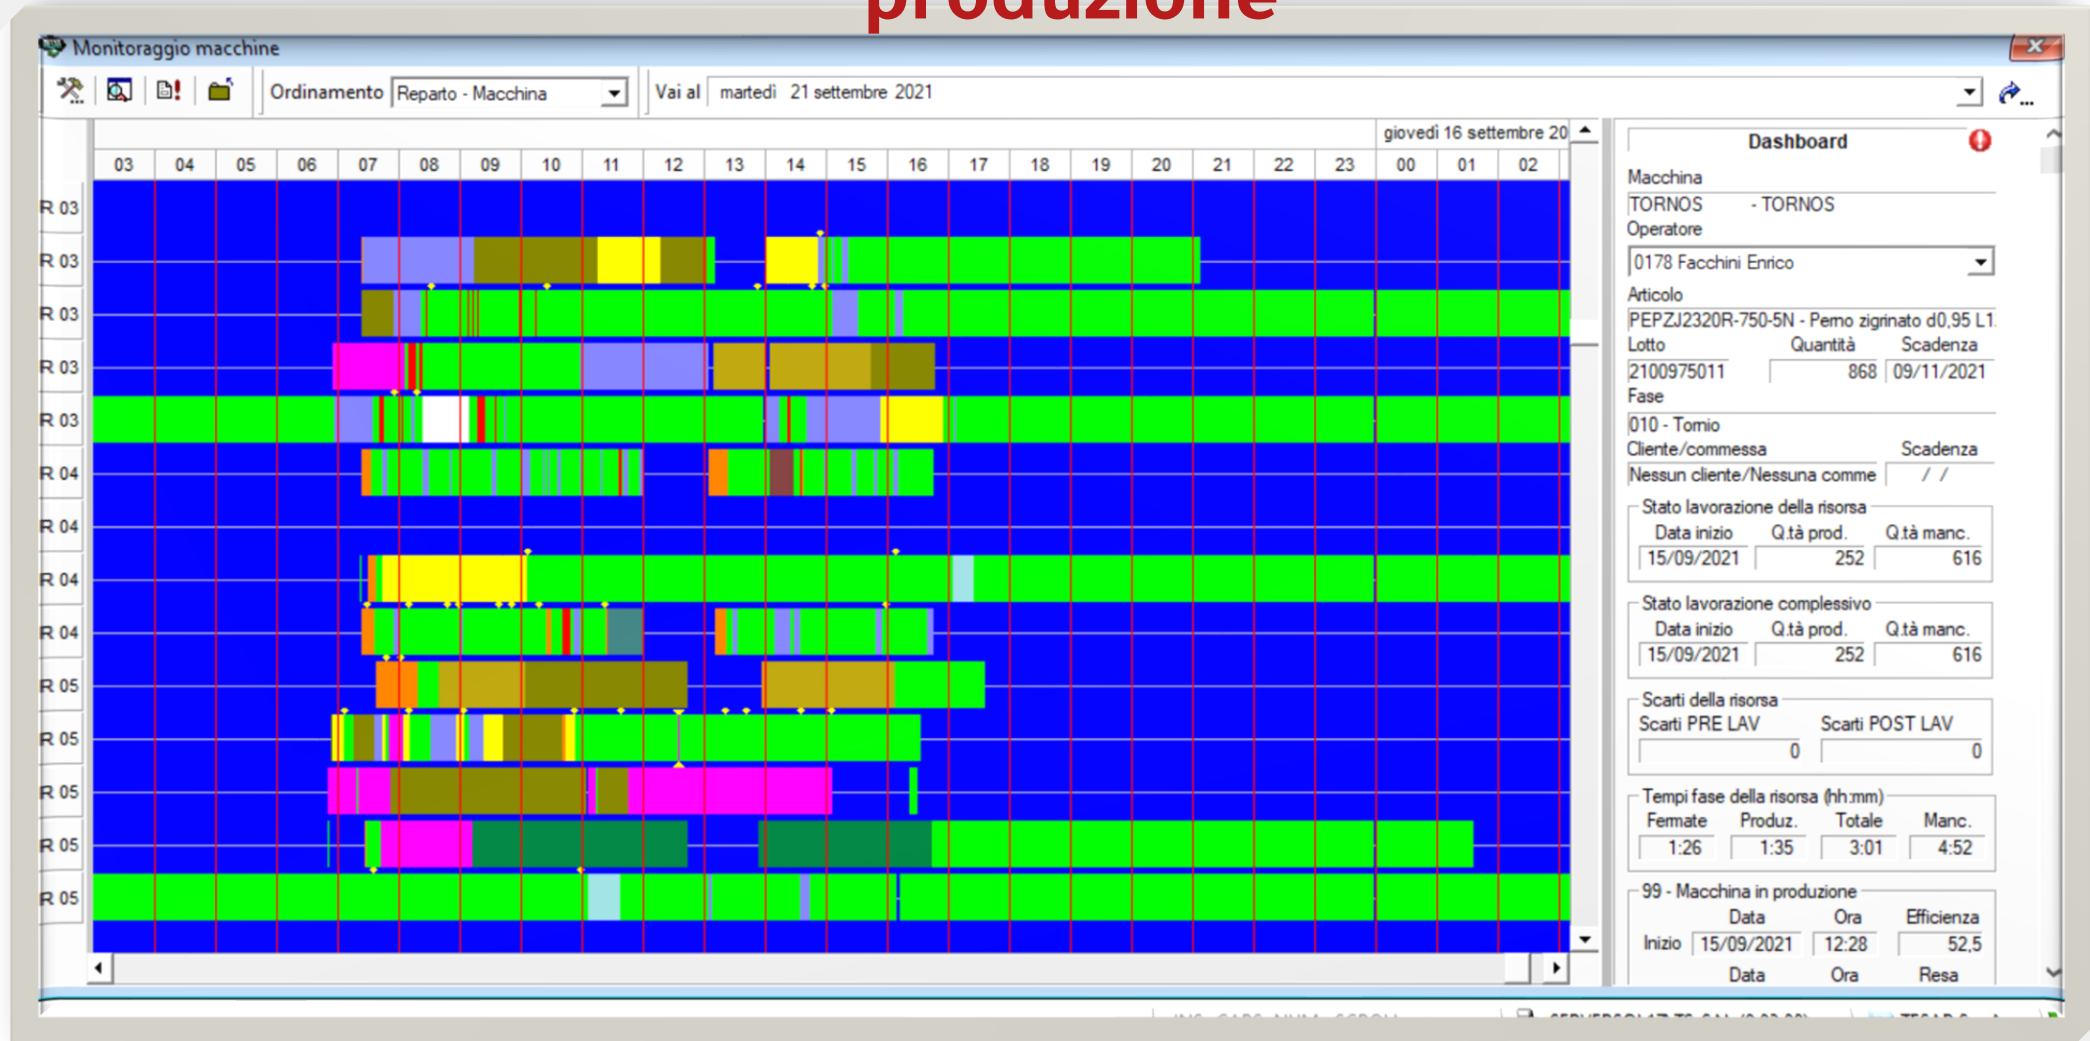 produzione
Monitoraggio macchine
Ordinamento Reparto - Macchina Vai al martedì 21 settembre 2021
giovedì 16 settembre 20
03 04 05 06 07 08 09 10 11 12 13 14 15 16 17 18 19 20 21 22 23 00 01 02
R 03
R 03
R 03
R 03
R 03
R 04
R 04
R 04
R 04
R 05
R 05
R 05
R 05
R 05
Dashboard
Macchina
TORNOS - TORNOS
Operatore
0178 Facchini Enrico
Articolo
PEPZJ2320R-750-5N - Perno zigrinato d0,95 L1
Lotto Quantità Scadenza
2100975011 868 09/11/2021
Fase
010 - Tornio
Cliente/commessa Scadenza
Nessun cliente/Nessuna comme / /
Stato lavorazione della risorsa
Data inizio Q.tà prod. Q.tà manc.
15/09/2021 252 616
Stato lavorazione complessivo
Data inizio Q.tà prod. Q.tà manc.
15/09/2021 252 616
Scarti della risorsa
Scarti PRE LAV Scarti POST LAV
0 0
Tempi fase della risorsa (hh:mm)
Fermate Produz. Totale Manc.
1:26 1:35 3:01 4:52
99 - Macchina in produzione
Data Ora Efficienza
Inizio 15/09/2021 12:28 52,5
Data Ora Resa